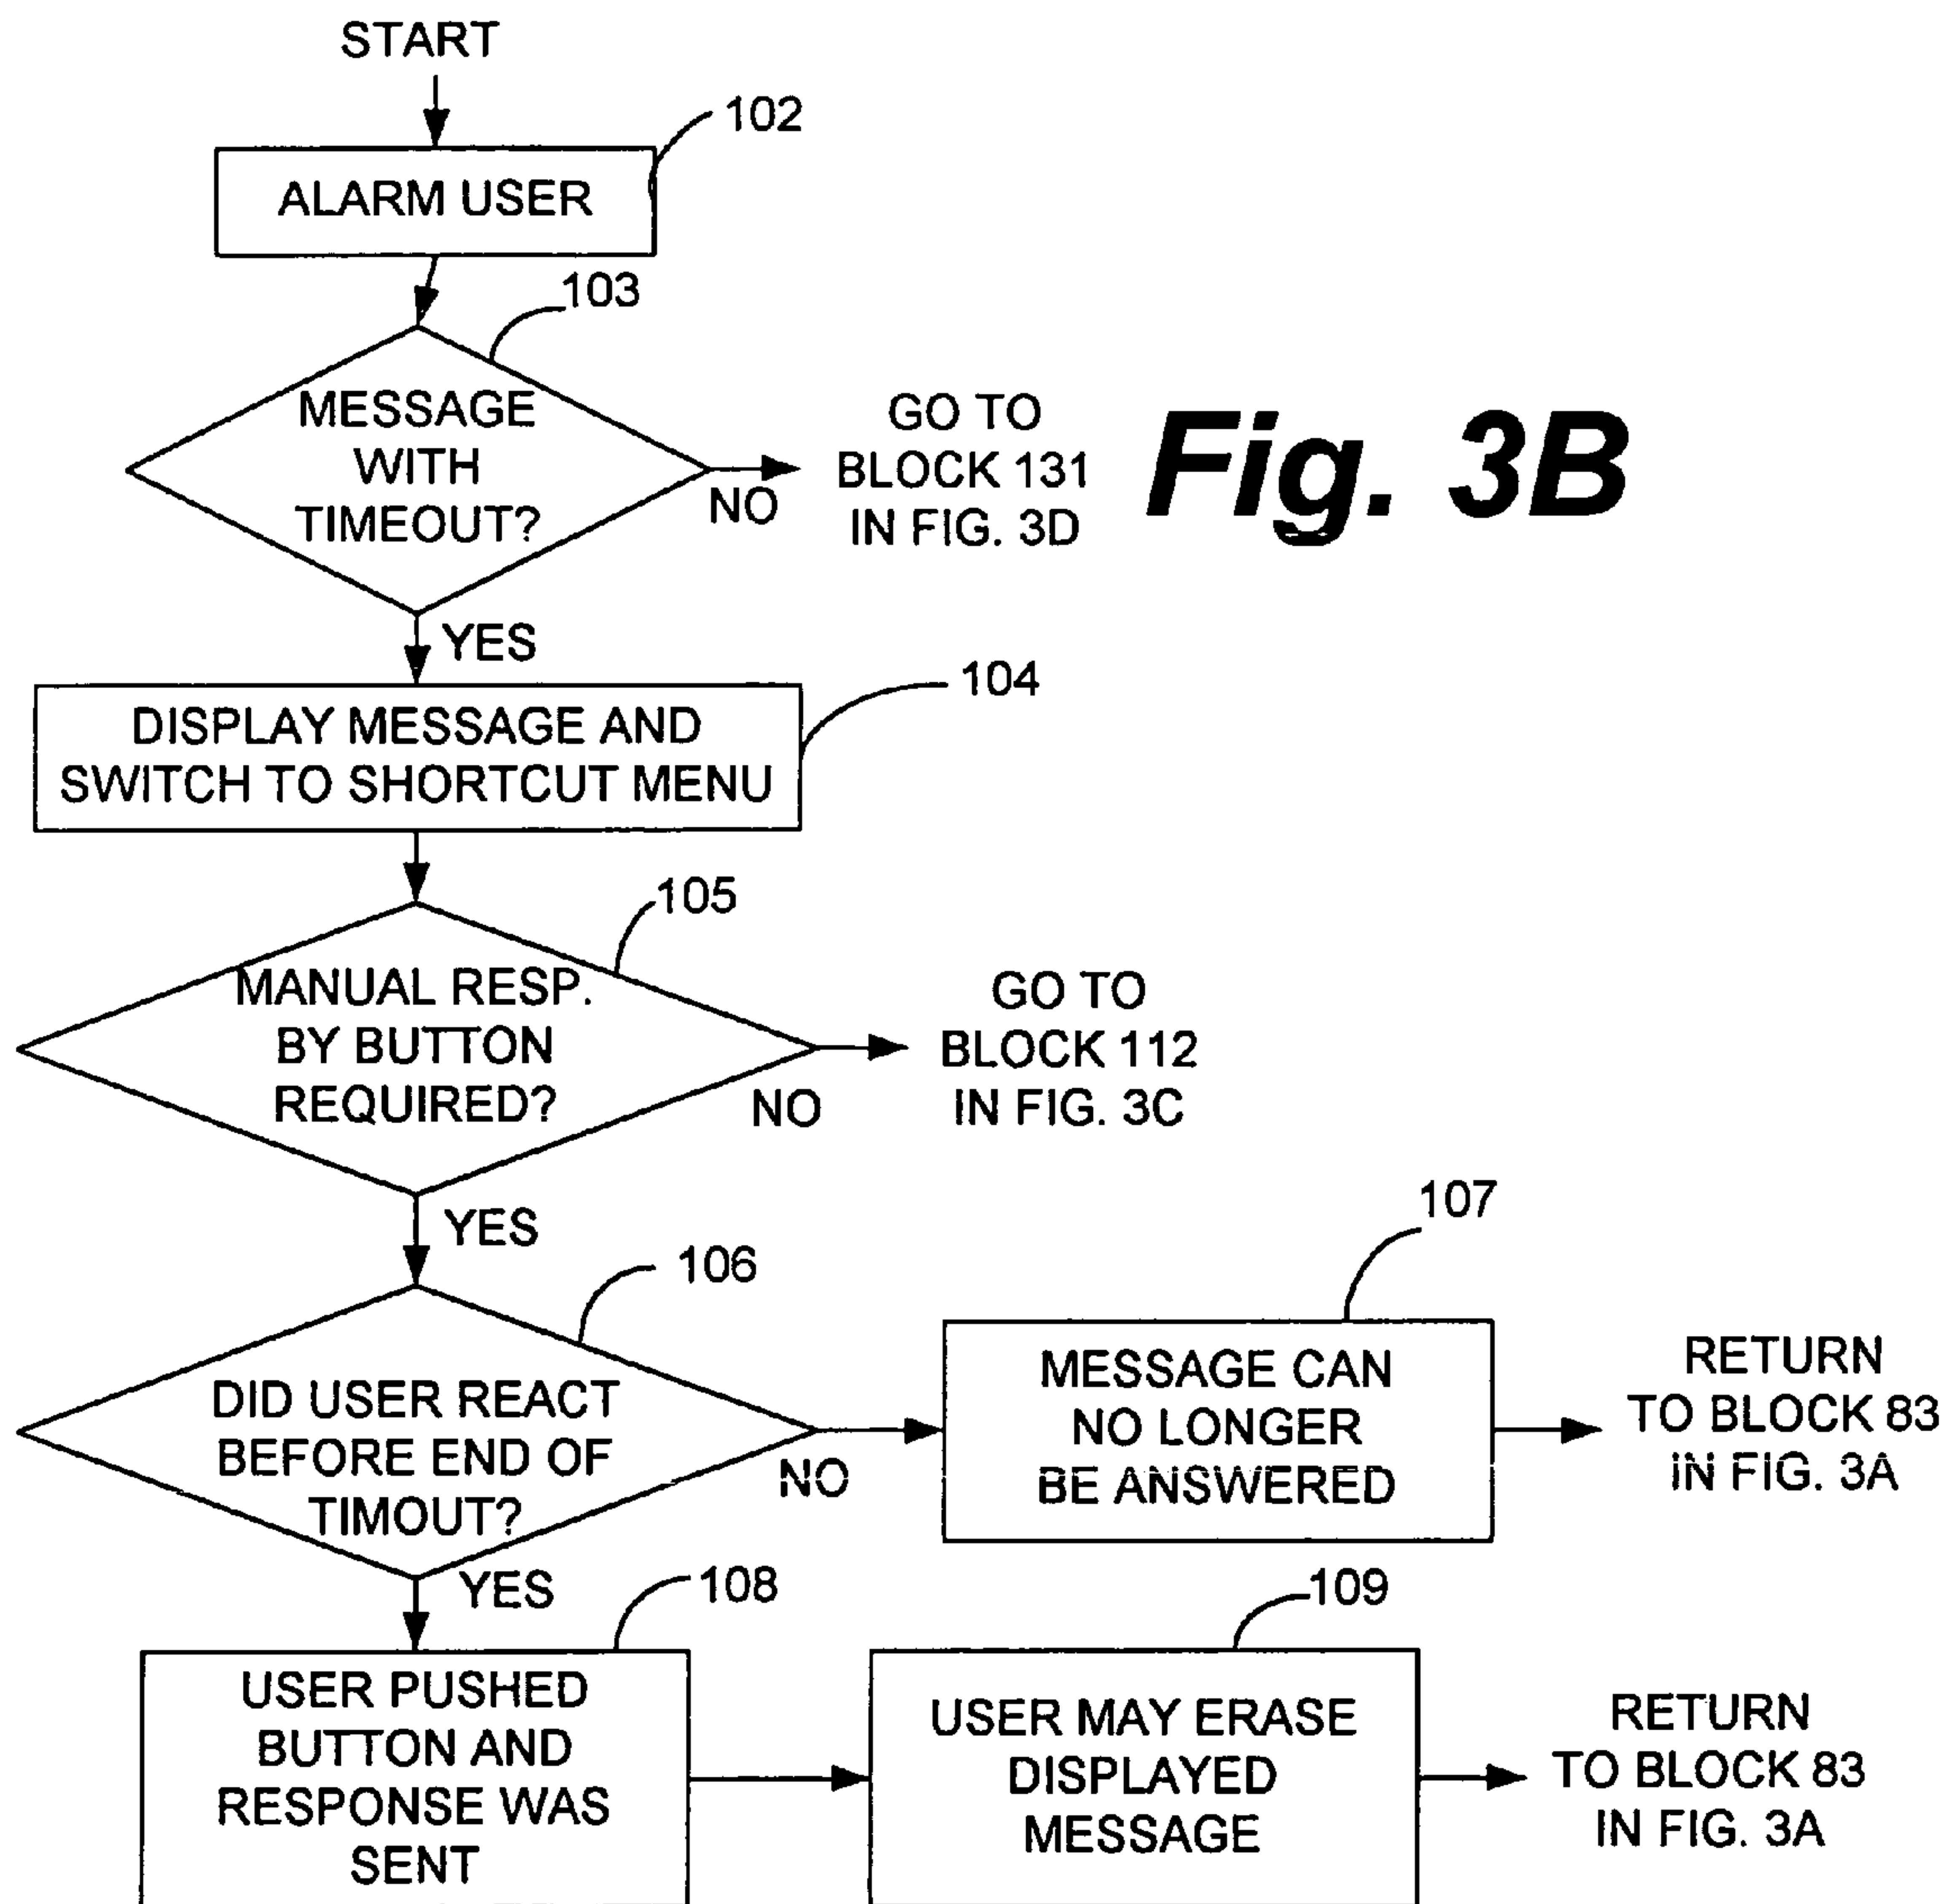 START
102
ALARM USER
103
MESSAGE
WITH
TIMEOUT?
NO
GO TO
BLOCK 131
IN FIG. 3D
Fig. 3B
YES
104
DISPLAY MESSAGE AND
SWITCH TO SHORTCUT MENU
105
MANUAL RESP.
BY BUTTON
REQUIRED?
NO
GO TO
BLOCK 112
IN FIG. 3C
YES
106
DID USER REACT
BEFORE END OF
TIMOUT?
NO
107
MESSAGE CAN
NO LONGER
BE ANSWERED
RETURN
TO BLOCK 83
IN FIG. 3A
YES
108
USER PUSHED
BUTTON AND
RESPONSE WAS
SENT
109
USER MAY ERASE
DISPLAYED
MESSAGE
RETURN
TO BLOCK 83
IN FIG. 3A